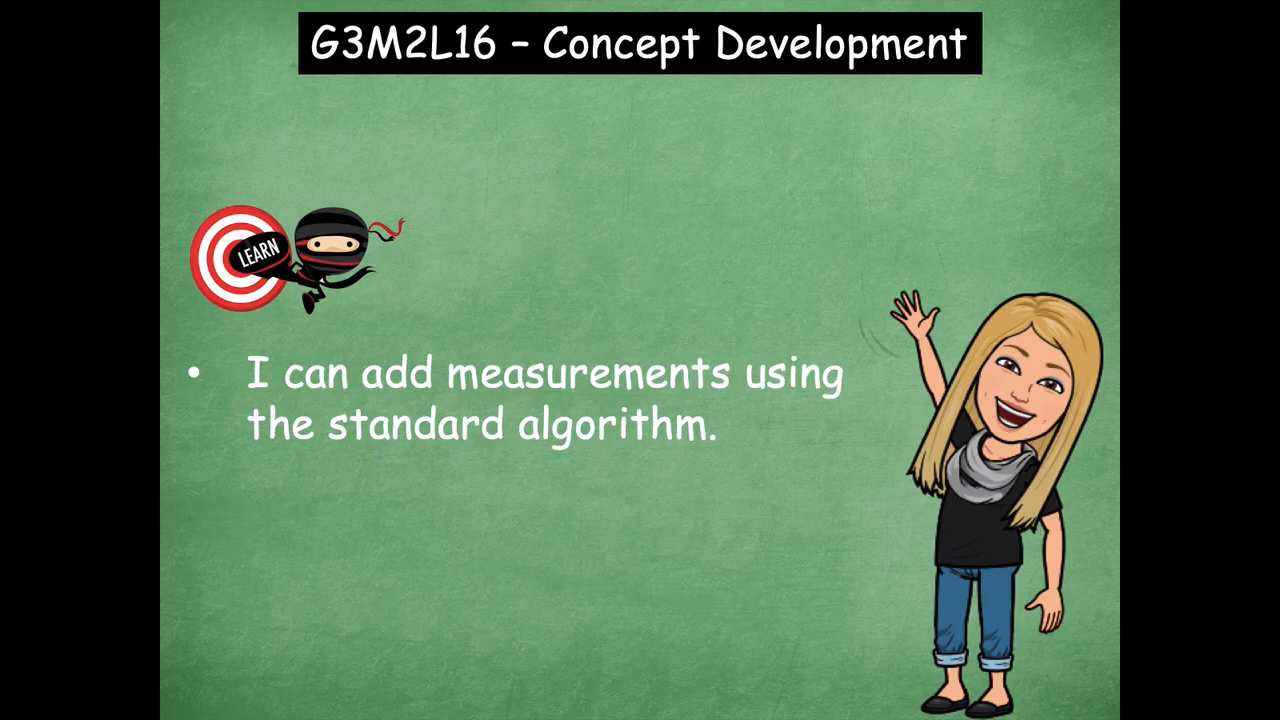 G3M2L16 – Concept Development
LEARN
• I can add measurements using
the standard algorithm.